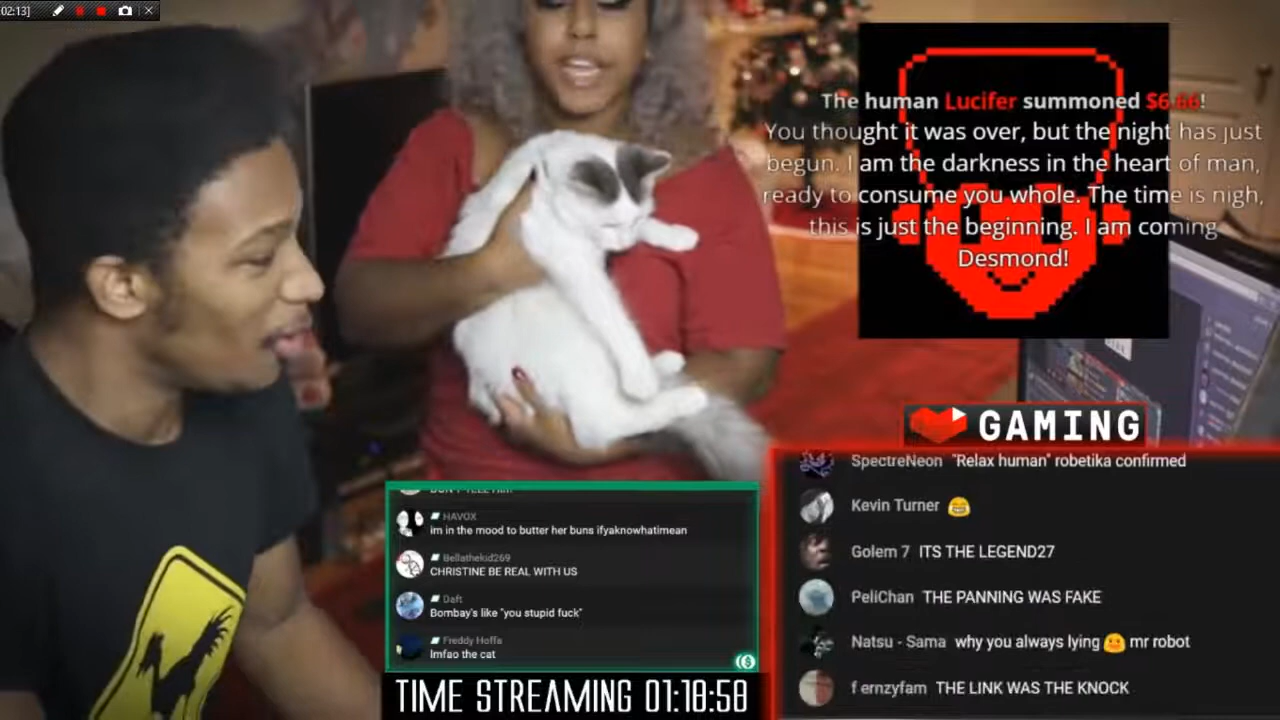 02:13]
The human Lucifer summoned $6.66!
You thought it was over, but the night has just
begun. I am the darkness in the heart of man,
ready to consume you whole. The time is nigh,
this is just the beginning. I am coming
Desmond!
GAMING
SpectreNeon "Relax human" robetika confirmed
Kevin Turner 😂
Golem 7 ITS THE LEGEND27
PeliChan THE PANNING WAS FAKE
Natsu - Sama why you always lying mr robot
f ernzyfam THE LINK WAS THE KNOCK
HAVOX
im in the mood to butter her buns ifyaknowhatimean
Bellathekid269
CHRISTINE BE REAL WITH US
Daft
Bombay's like "you stupid fuck"
Freddy Hoffa
lmfao the cat
TIME STREAMING 01:18:58